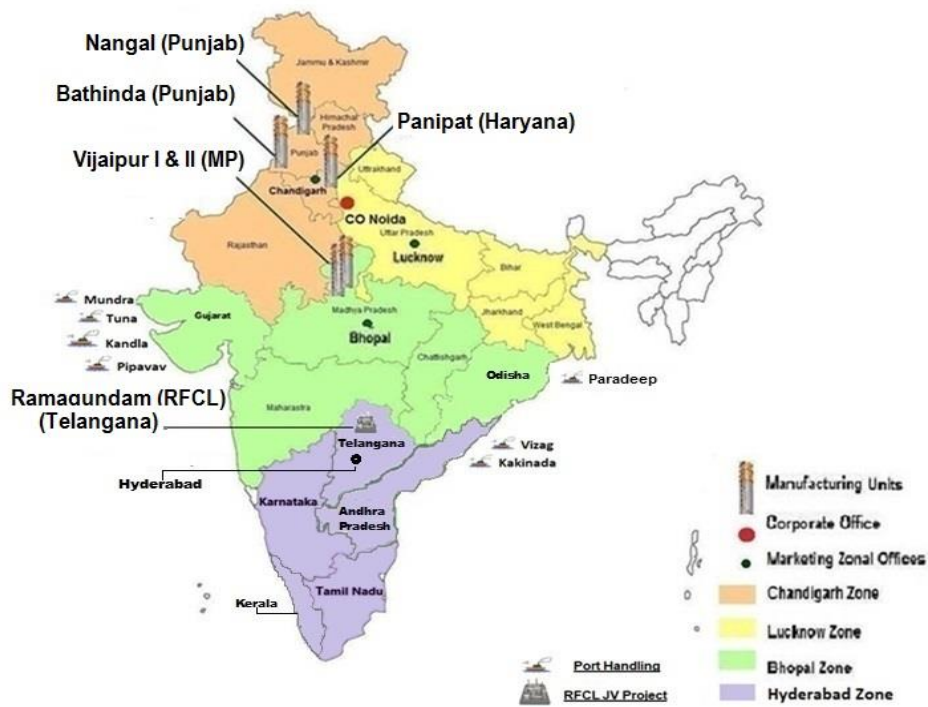 Nangal (Punjab)
Jammu & Kashmir
Bathinda (Punjab)
Himachal
Pradesh
Panipat (Haryana)
Punjab
Vijaipur I & II (MP)
Uttrakhand
Chandigarh
CO Noida
Uttar Pradesh
Rajasthan
Lucknow
Bihar
Mundra
Tuna
Gujarat
Madhya Pradesh
Jharkhand
Kandla
Bhopal
West Bengal
Pipavav
Chattishgarh
Odisha
Paradeep
Ramagundam (RFCL)
(Telangana)
Maharastra
Telangana
Vizag
Kakinada
Hyderabad
Karnataka
Andhra
Pradesh
Tamil Nadu
Kerala
Manufacturing Units
Corporate Office
Marketing Zonal Offices
Chandigarh Zone
Lucknow Zone
Bhopal Zone
Hyderabad Zone
Port Handling
RFCL JV Project